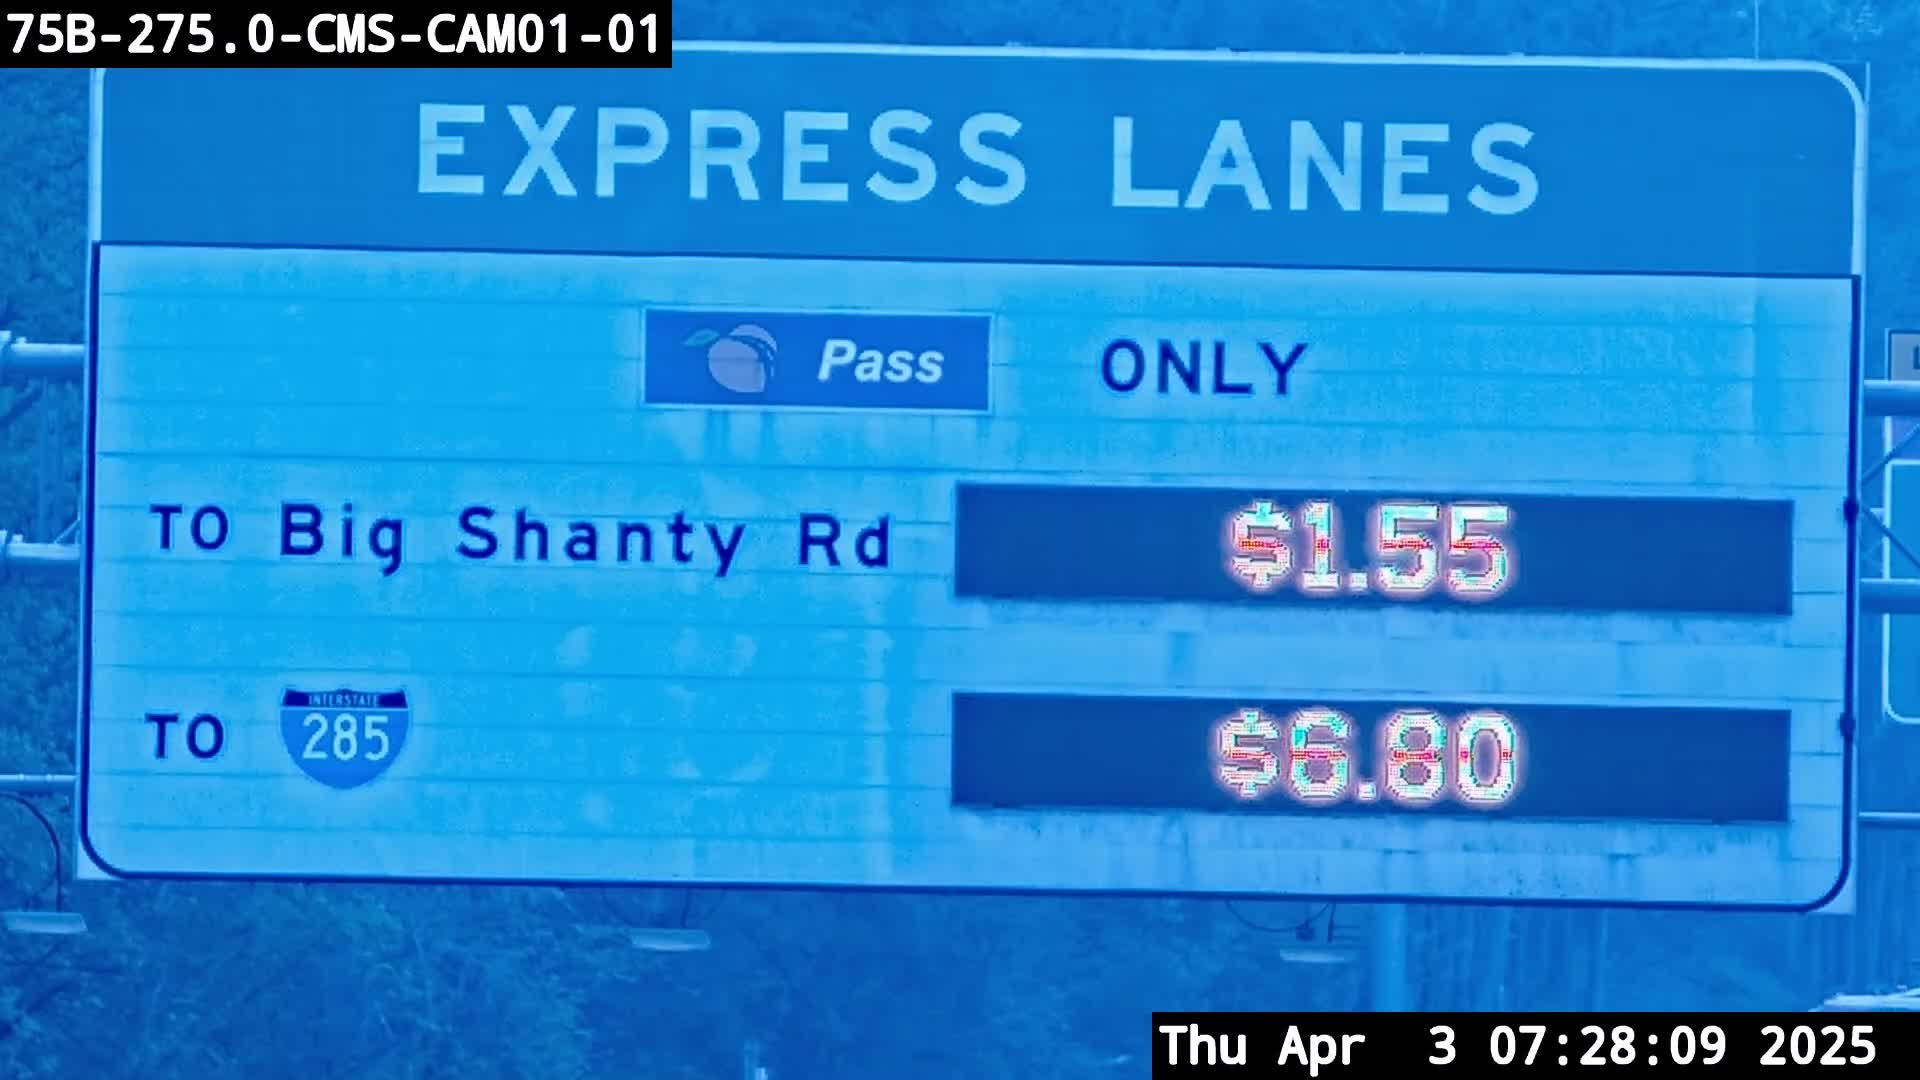 75B-275.0-CMS-CAM01-01
EXPRESS LANES
Pass ONLY
TO Big Shanty Rd $1.55
TO INTERSTATE 285 $6.80
Thu Apr 3 07:28:09 2025